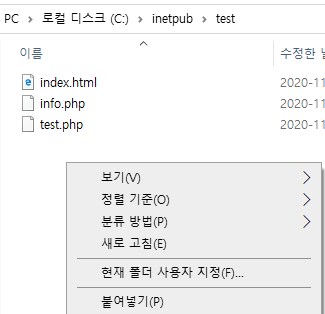 PC > 로컬 디스크 (C:) > inetpub > test
이름 수정한 날
index.html 2020-11
info.php 2020-11
test.php 2020-11
보기(V)
정렬 기준(O)
분류 방법(P)
새로 고침(E)
현재 폴더 사용자 지정(F)...
붙여넣기(P)